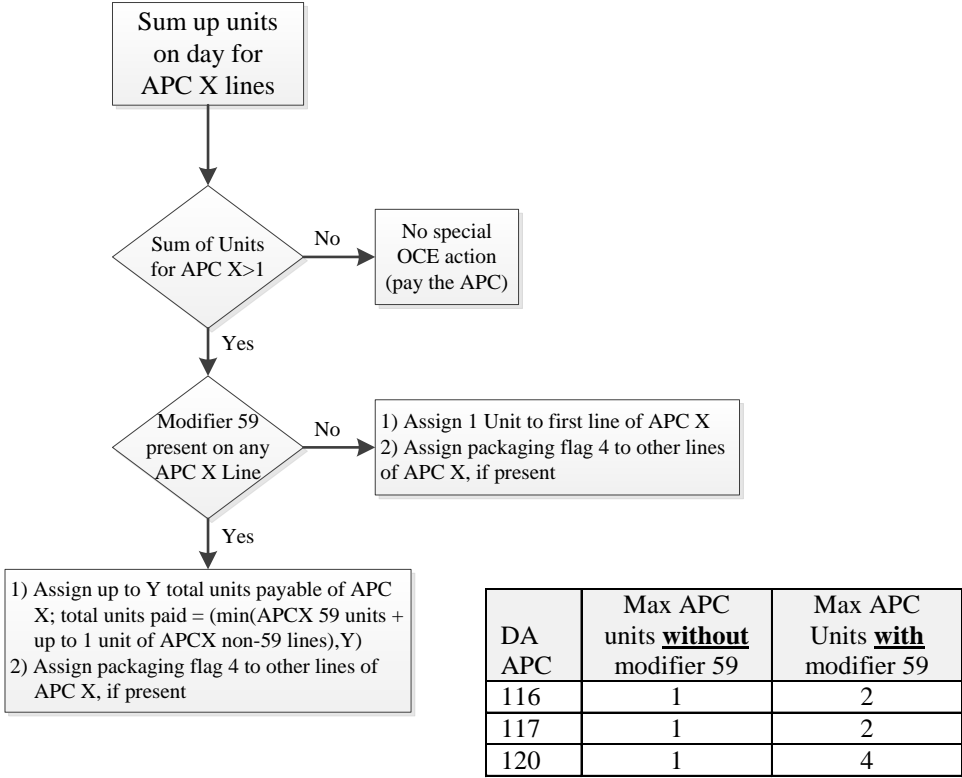 Sum up units
on day for
APC X lines
Sum of Units
for APC X>1
No
No special
OCE action
(pay the APC)
Yes
Modifier 59
present on any
APC X Line
No
1) Assign 1 Unit to first line of APC X
2) Assign packaging flag 4 to other lines
of APC X, if present
Yes
1) Assign up to Y total units payable of APC
X; total units paid = (min(APCX 59 units +
up to 1 unit of APCX non-59 lines),Y)
2) Assign packaging flag 4 to other lines of
APC X, if present
DA
APC
Max APC
units without
modifier 59
Max APC
Units with
modifier 59
116 1 2
117 1 2
120 1 4